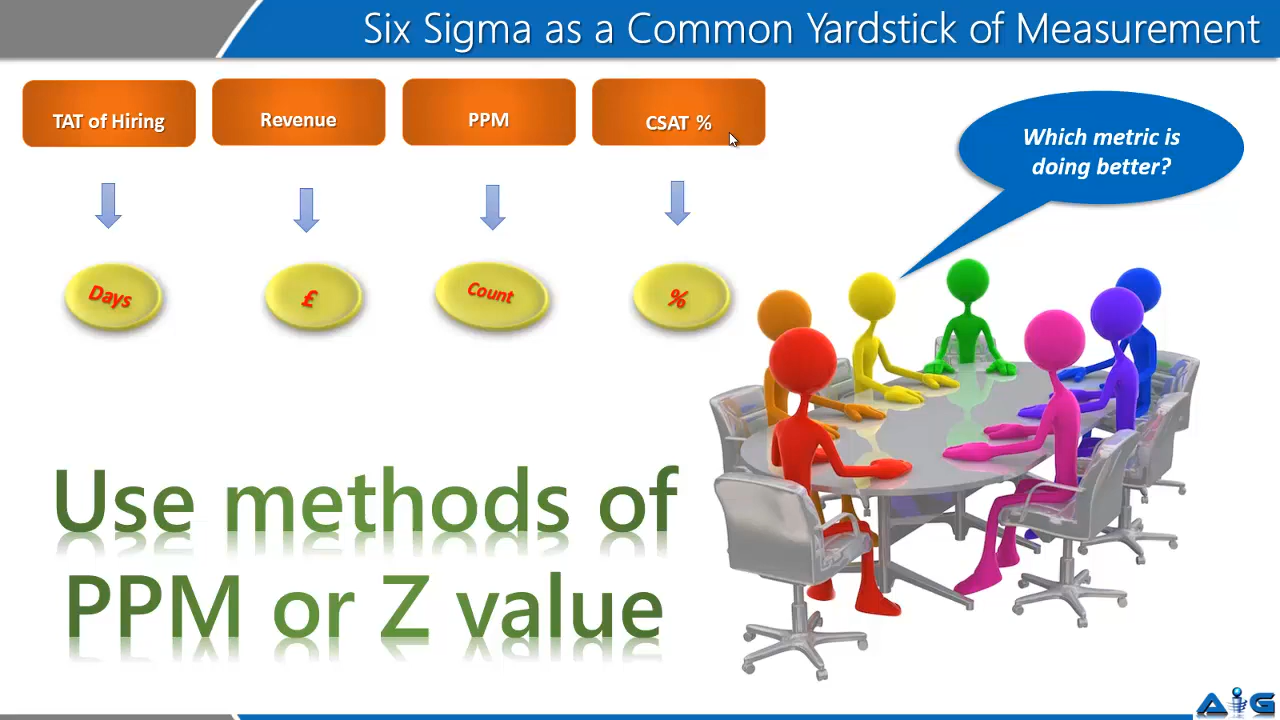 Six Sigma as a Common Yardstick of Measurement
TAT of Hiring
Revenue
PPM
CSAT %
Which metric is
doing better?
Days
£
Count
%
Use methods of
PPM or Z value
AiG